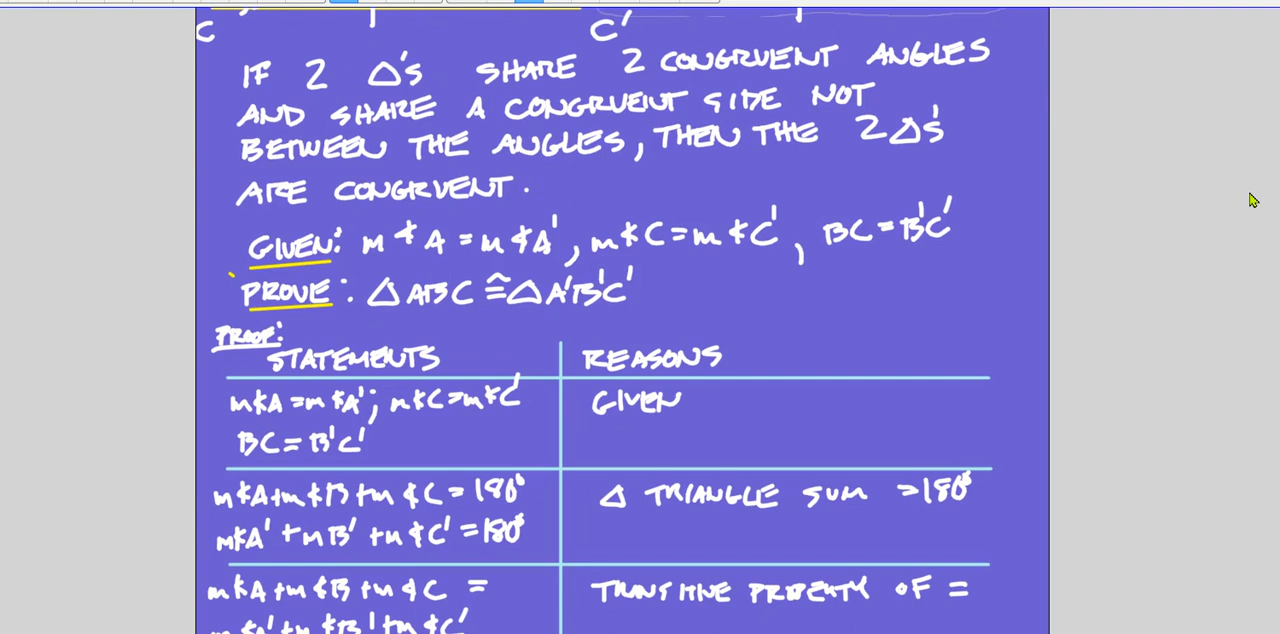 C C'
IF 2 Δ'S SHARE 2 CONGRUENT ANGLES
AND SHARE A CONGRUENT SIDE NOT
BETWEEN THE ANGLES, THEN THE 2 Δ'S
ARE CONGRUENT.
GIVEN: m∡A = m∡A', m∡C = m∡C', BC = B'C'
PROVE: Δ ABC ≅ Δ A'B'C'
PROOF:
STATEMENTS REASONS
m∡A = m∡A'; m∡C = m∡C' GIVEN
BC = B'C'
m∡A + m∡B + m∡C = 180° Δ TRIANGLE SUM = 180°
m∡A' + mB' + m∡C' = 180°
m∡A + m∡B + m∡C = TRANSITIVE PROPERTY OF =
m∡A' + m∡B' + m∡C'